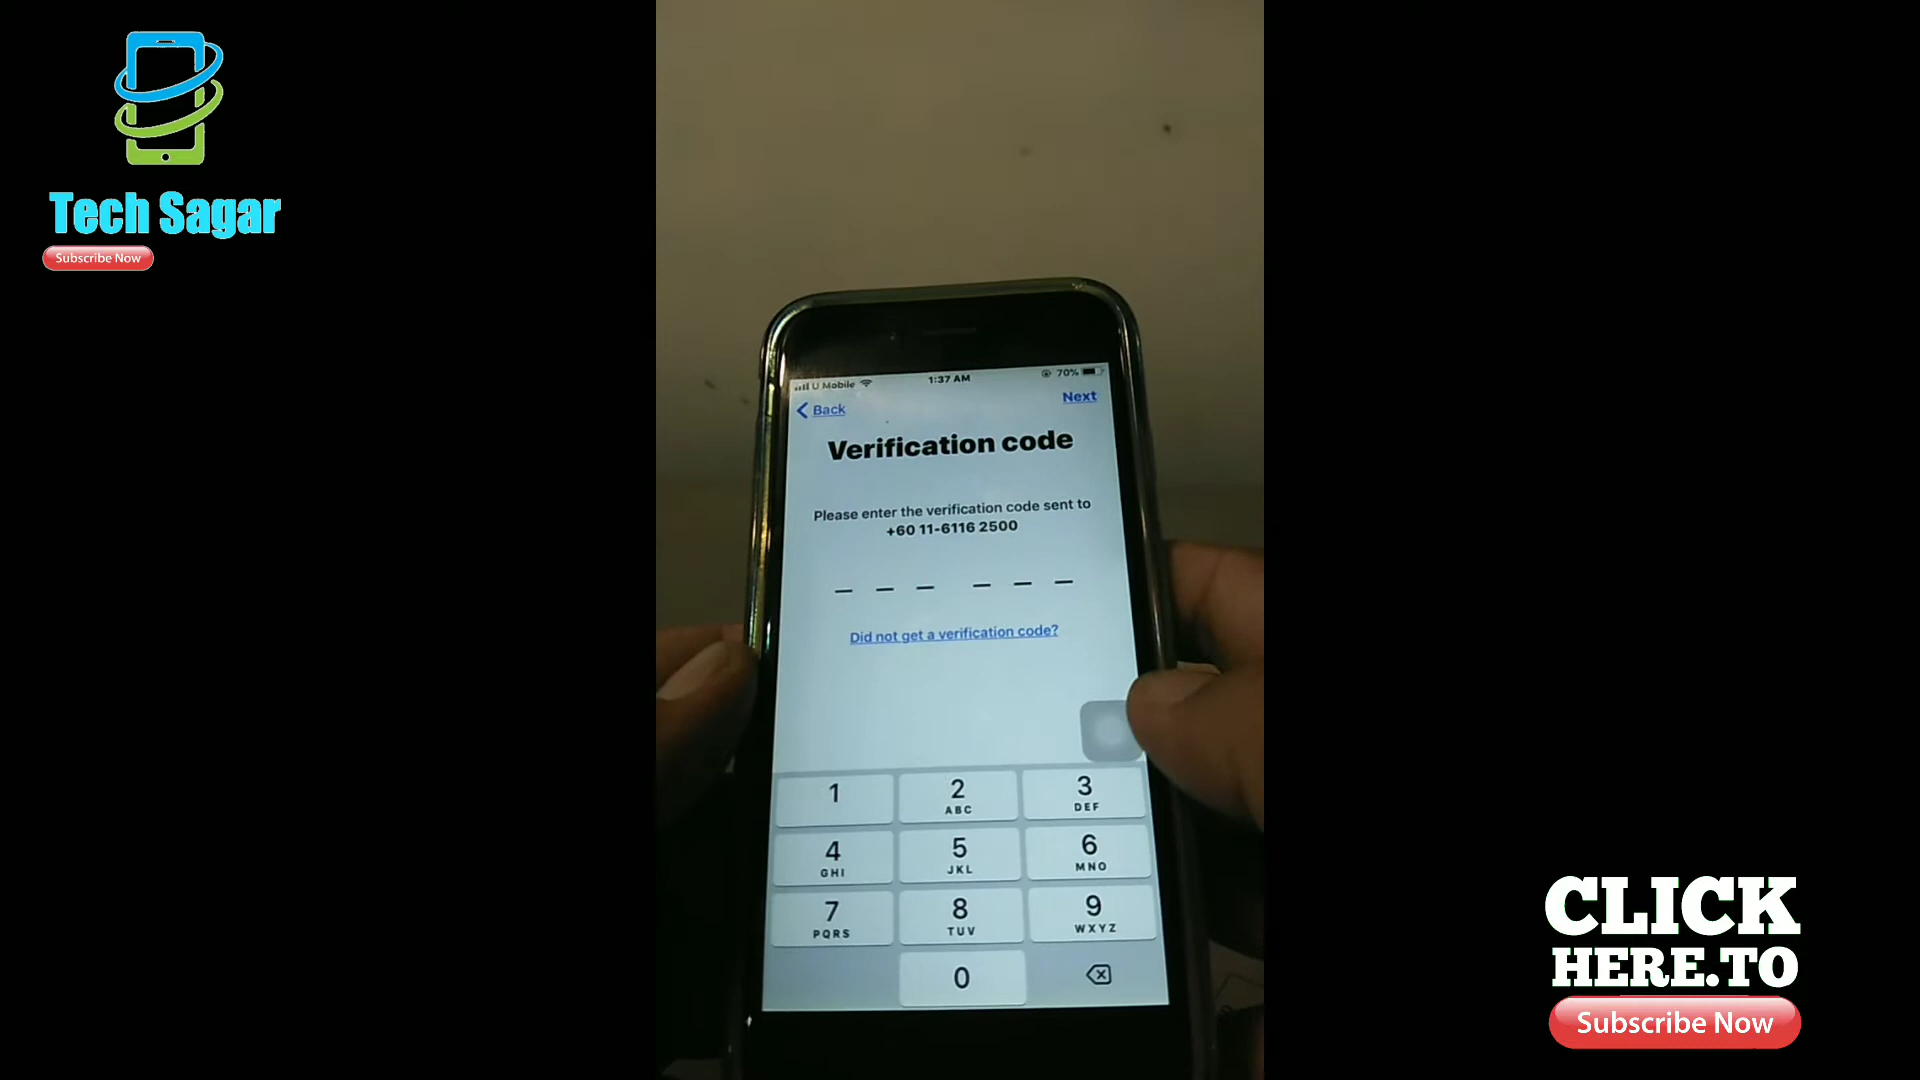 Tech Sagar
Subscribe Now
U Mobile 1:37 AM 70%
Back Next
Verification code
Please enter the verification code sent to
+60 11-6116 2500
Did not get a verification code?
1 2 3
ABC DEF
4 5 6
GHI JKL MNO
7 8 9
PQRS TUV WXYZ
0
CLICK
HERE.TO
Subscribe Now